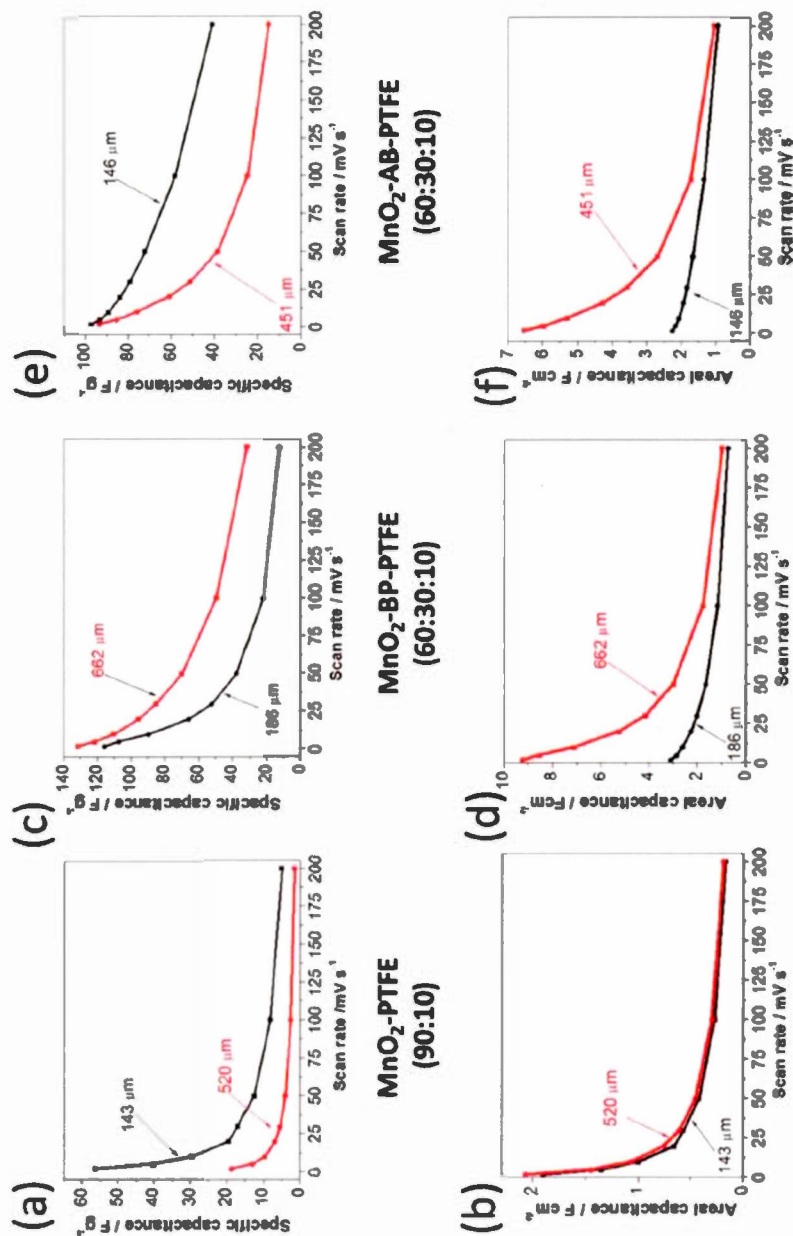 (a)
Specific capacitance / F g⁻¹
60
50
40
30
20
10
0
143 µm
520 µm
0 25 50 75 100 125 150 175 200
Scan rate /mV s⁻¹
(c)
Specific capacitance / F g⁻¹
140
120
100
80
60
40
20
0
662 µm
186 µm
0 25 50 75 100 125 150 175 200
Scan rate / mV s⁻¹
(e)
Specific capacitance / F g⁻¹
100
80
60
40
20
146 µm
451 µm
0 25 50 75 100 125 150 175 200
Scan rate / mV s⁻¹
MnO₂-PTFE
(90:10)
MnO₂-BP-PTFE
(60:30:10)
MnO₂-AB-PTFE
(60:30:10)
(b)
Areal capacitance / F cm⁻²
2
1
0
520 µm
143 µm
0 25 50 75 100 125 150 175 200
Scan rate / mV s⁻¹
(d)
Areal capacitance / Fcm⁻²
10
8
6
4
2
0
662 µm
186 µm
0 25 50 75 100 125 150 175 200
Scan rate / mV s⁻¹
(f)
Areal capacitance / F cm⁻²
7
6
5
4
3
2
1
0
451 µm
146 µm
0 25 50 75 100 125 150 175 200
Scan rate / mV s⁻¹